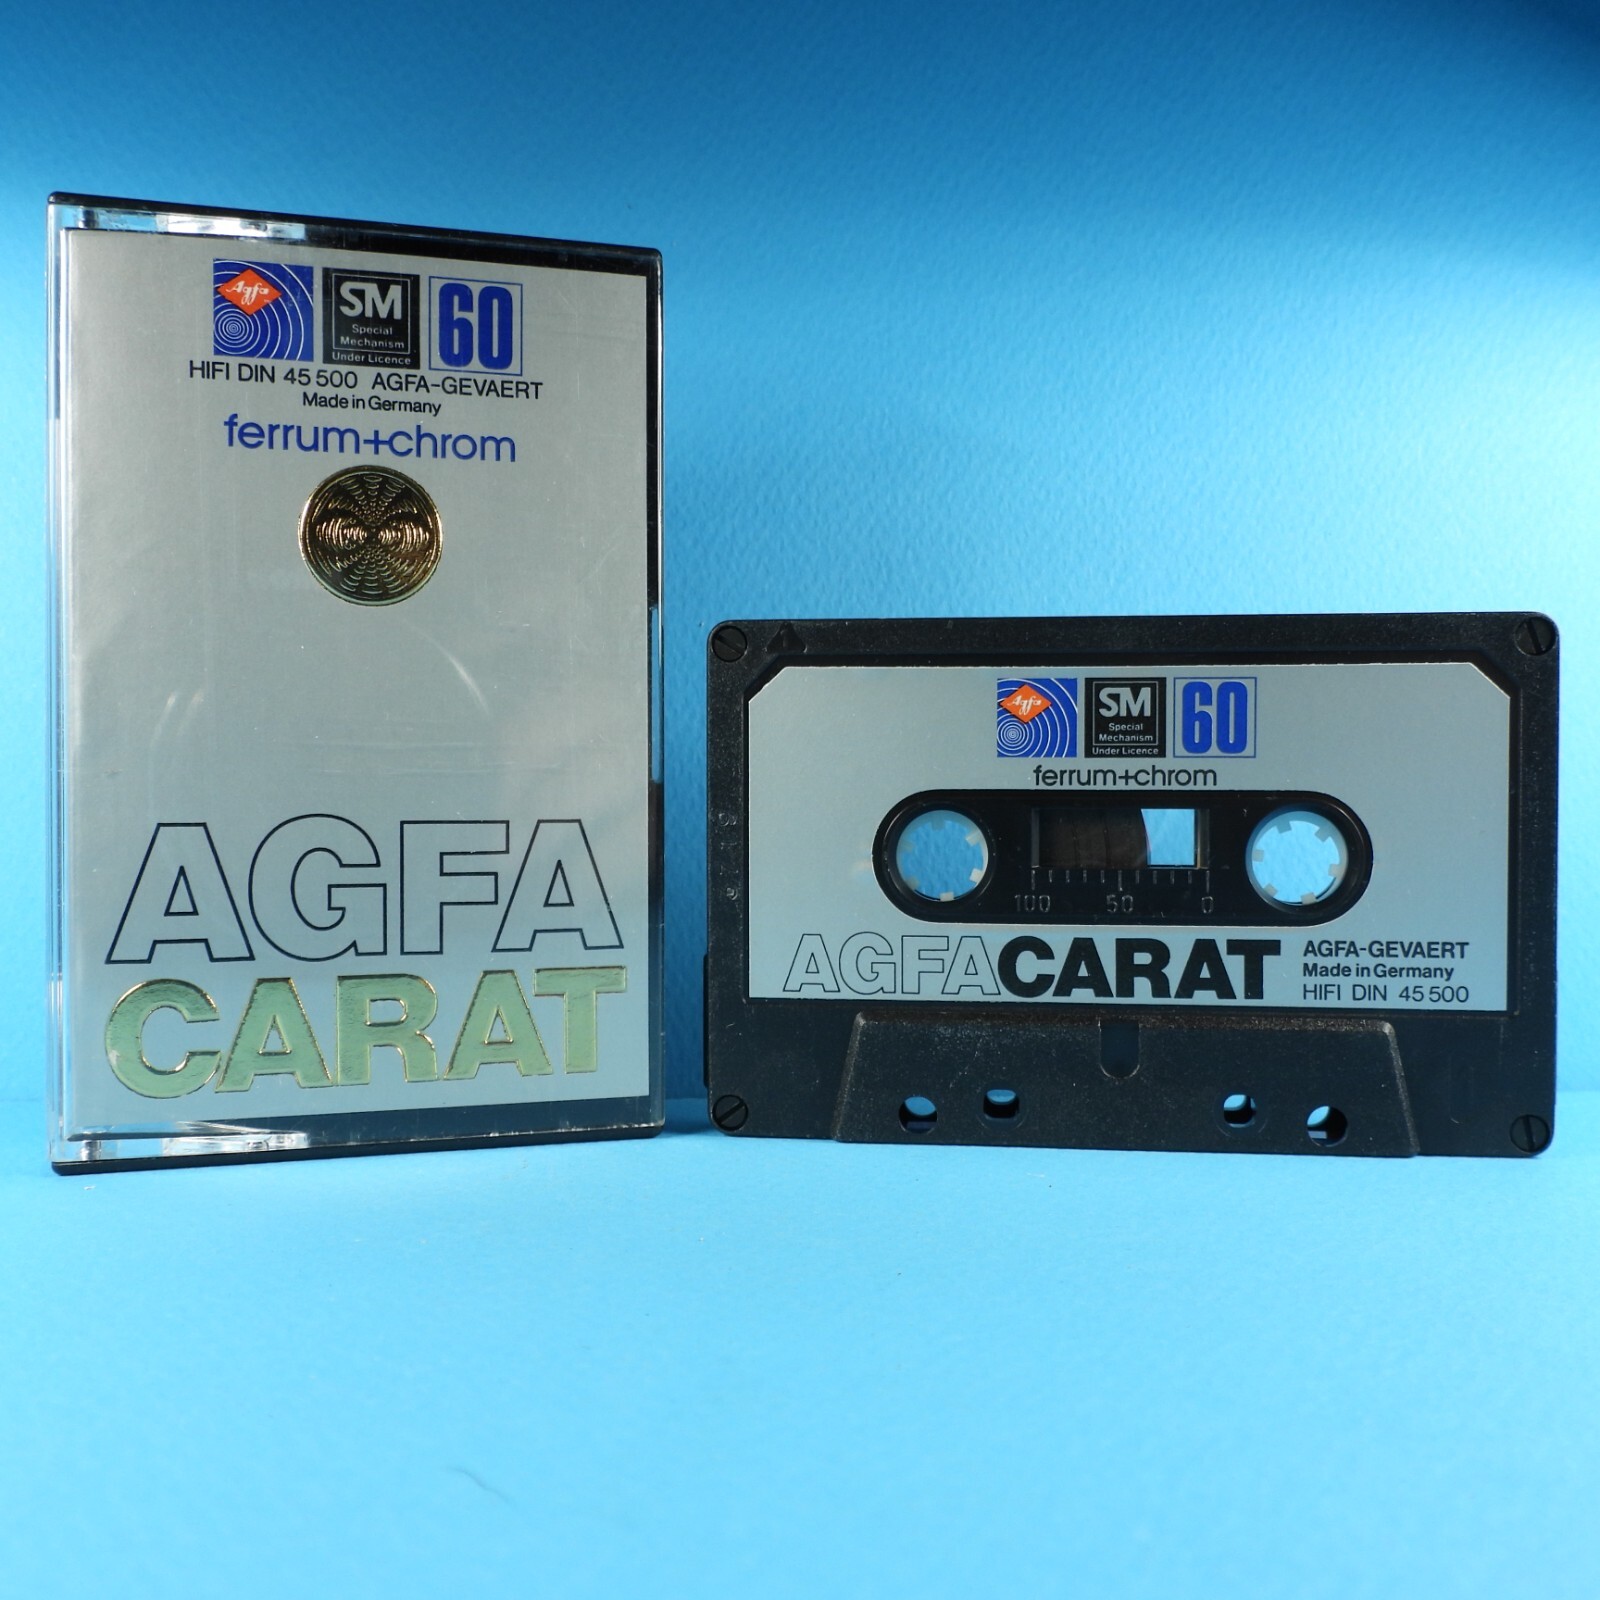 Agfa
SM
Special
Mechanism
Under Licence
60
HIFI DIN 45 500 AGFA-GEVAERT
Made in Germany
ferrum+chrom
AGFA
CARAT
Agfa
SM
Special
Mechanism
Under Licence
60
ferrum+chrom
100 50 0
AGFACARAT
AGFA-GEVAERT
Made in Germany
HIFI DIN 45 500